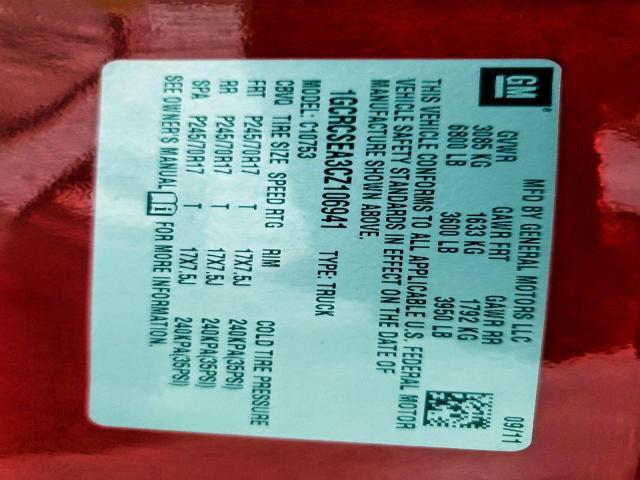 GM
MFD BY GENERAL MOTORS LLC 09/11
GVWR GAWR FRT GAWR RR
3085 KG 1633 KG 1792 KG
6800 LB 3600 LB 3950 LB
THIS VEHICLE CONFORMS TO ALL APPLICABLE U.S. FEDERAL MOTOR
VEHICLE SAFETY STANDARDS IN EFFECT ON THE DATE OF
MANUFACTURE SHOWN ABOVE.
1GCRCSEA3CZ106941 TYPE: TRUCK
MODEL: C10753
TIRE SIZE SPEED RTG RIM COLD TIRE PRESSURE
FRT P245/70R17 T 17X7.5J 240KPA(35PSI)
RR P245/70R17 T 17X7.5J 240KPA(35PSI)
SPA P245/70R17 T 17X7.5J 240KPA(35PSI)
SEE OWNER'S MANUAL FOR MORE INFORMATION.